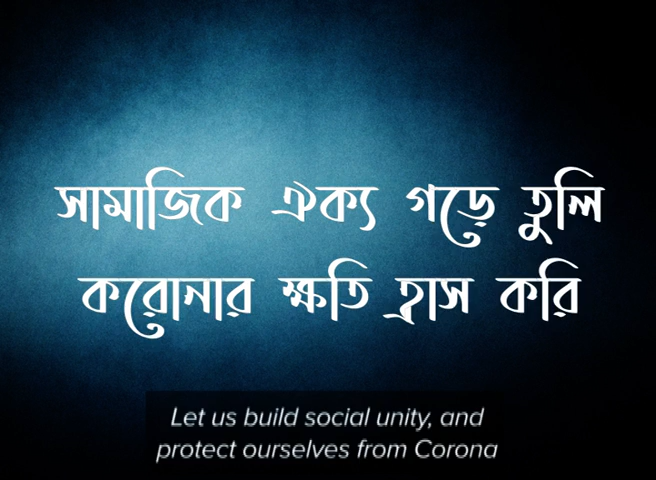 সামাজিক ঐক্য গড়ে তুলি
করোনার ক্ষতি হ্রাস করি
Let us build social unity, and
protect ourselves from Corona